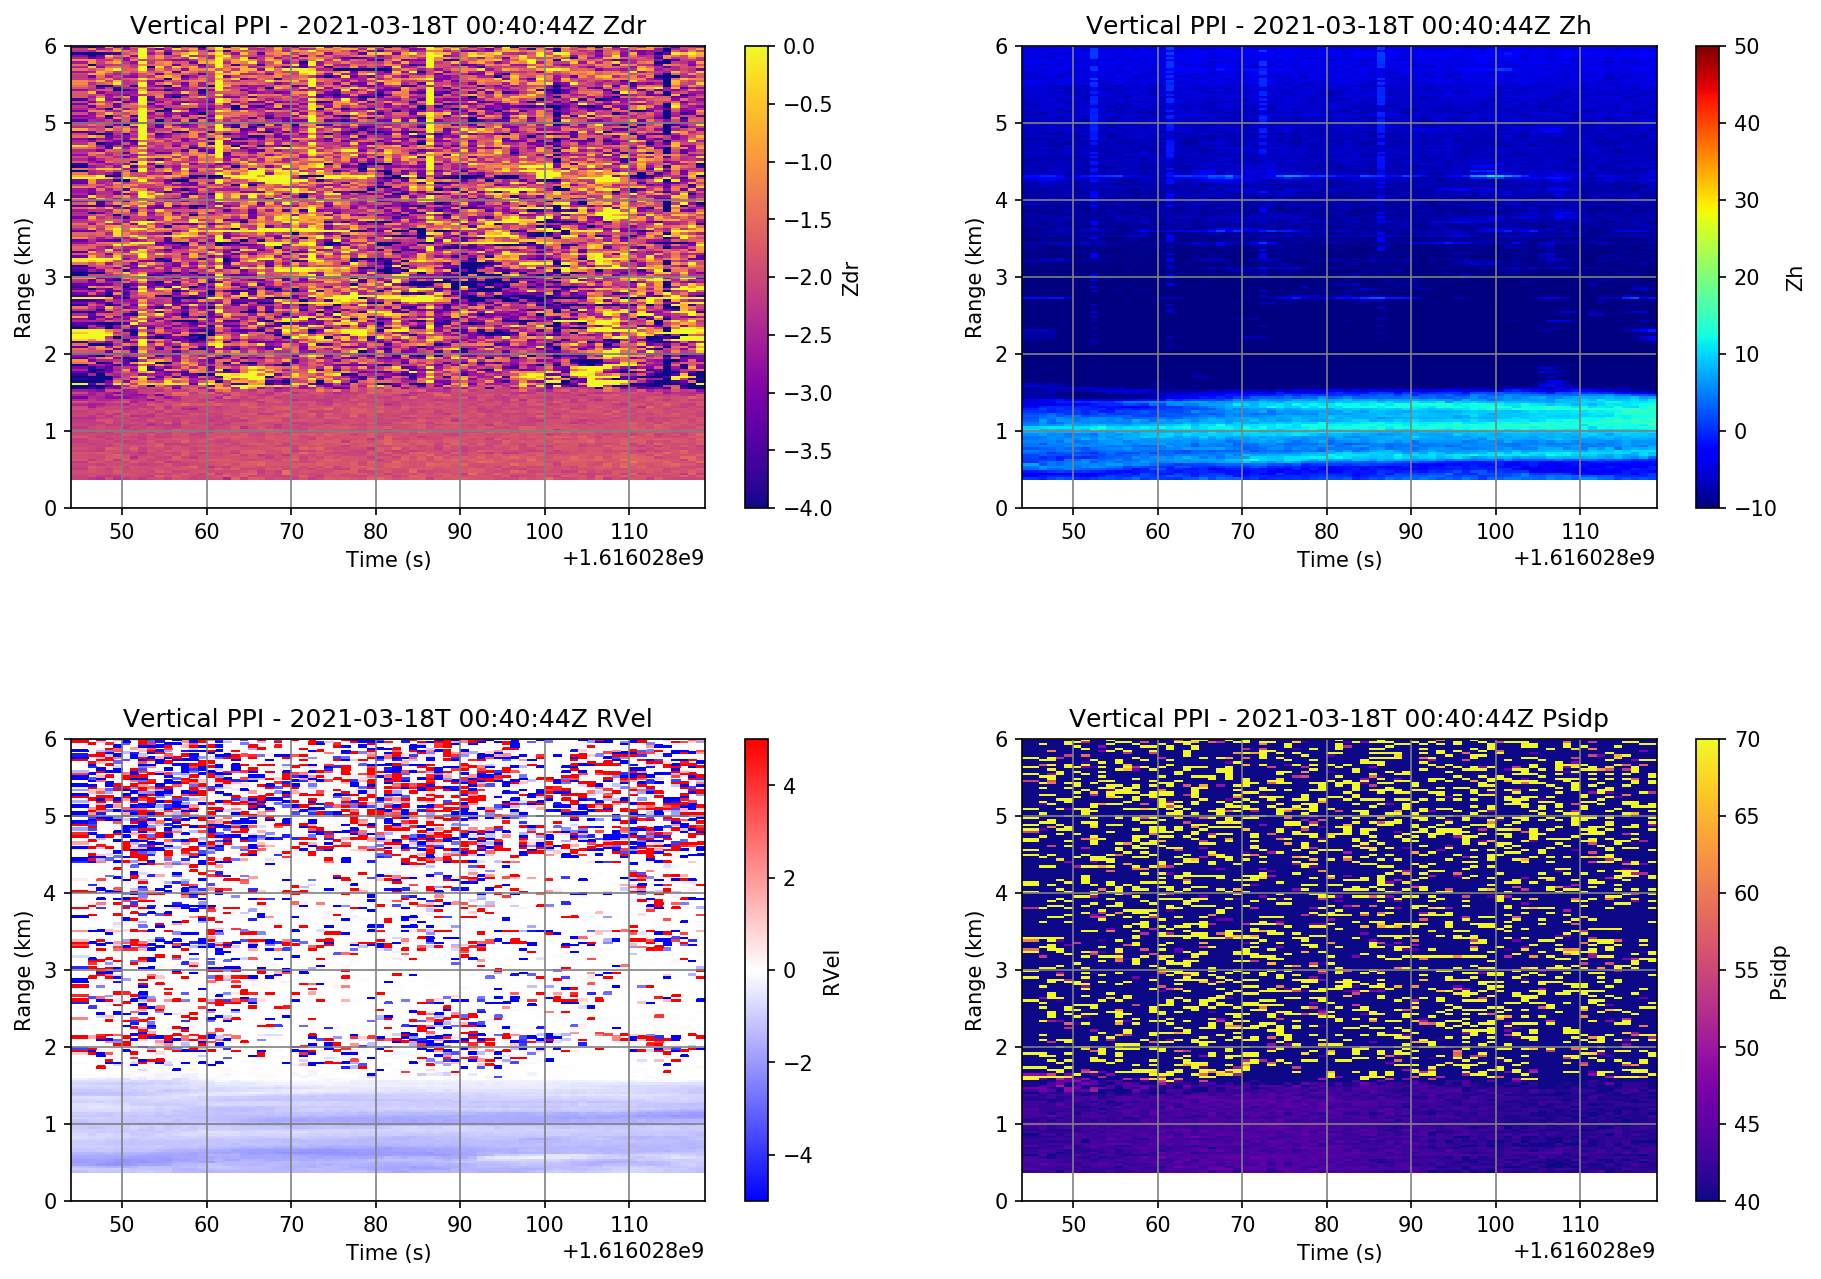 Vertical PPI - 2021-03-18T 00:40:44Z Zdr
6
5
4
3
2
1
0
Range (km)
50 60 70 80 90 100 110
Time (s)
+1.616028e9
0.0
−0.5
−1.0
−1.5
−2.0
−2.5
−3.0
−3.5
−4.0
Zdr
Vertical PPI - 2021-03-18T 00:40:44Z Zh
6
5
4
3
2
1
0
Range (km)
50 60 70 80 90 100 110
Time (s)
+1.616028e9
50
40
30
20
10
0
−10
Zh
Vertical PPI - 2021-03-18T 00:40:44Z RVel
6
5
4
3
2
1
0
Range (km)
50 60 70 80 90 100 110
Time (s)
+1.616028e9
4
2
0
−2
−4
RVel
Vertical PPI - 2021-03-18T 00:40:44Z Psidp
6
5
4
3
2
1
0
Range (km)
50 60 70 80 90 100 110
Time (s)
+1.616028e9
70
65
60
55
50
45
40
Psidp